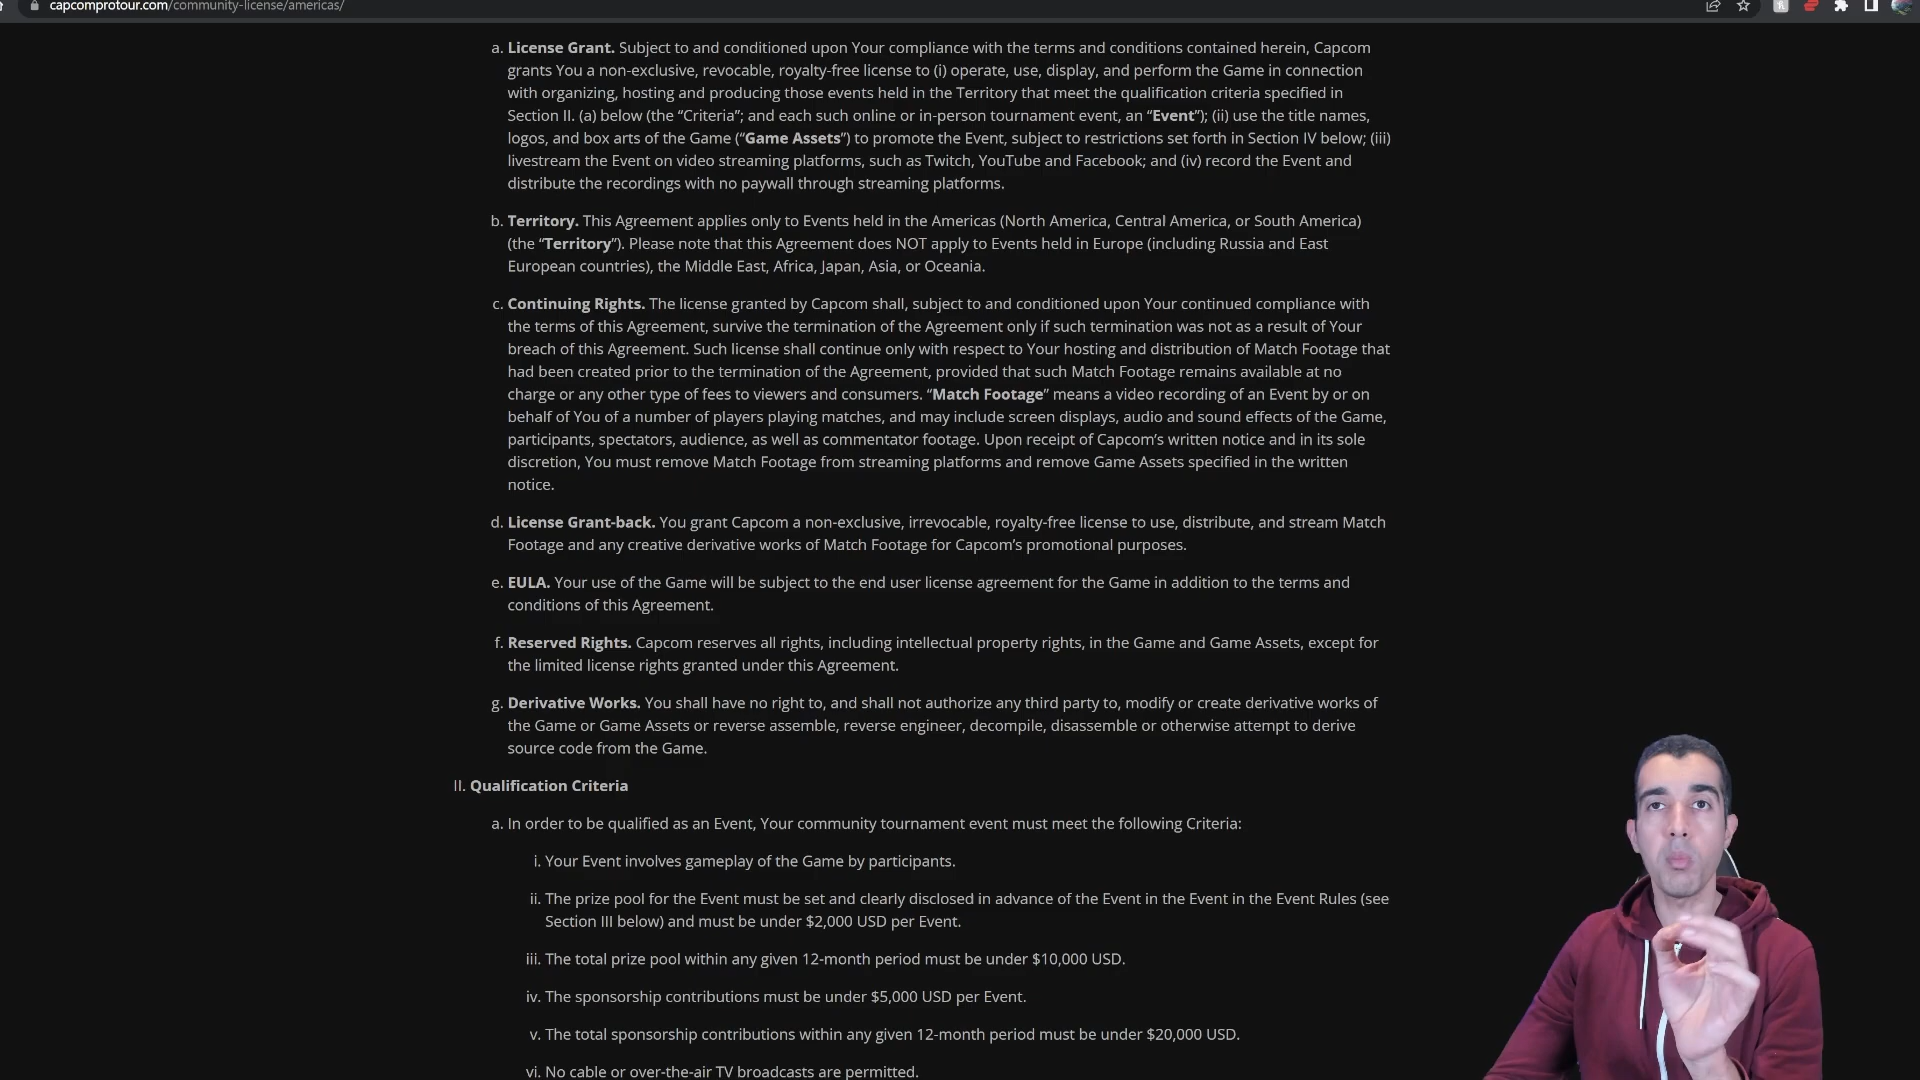 capcomprotour.com/community-license/americas/
a. License Grant. Subject to and conditioned upon Your compliance with the terms and conditions contained herein, Capcom
grants You a non-exclusive, revocable, royalty-free license to (i) operate, use, display, and perform the Game in connection
with organizing, hosting and producing those events held in the Territory that meet the qualification criteria specified in
Section II. (a) below (the “Criteria”; and each such online or in-person tournament event, an “Event”); (ii) use the title names,
logos, and box arts of the Game (“Game Assets”) to promote the Event, subject to restrictions set forth in Section IV below; (iii)
livestream the Event on video streaming platforms, such as Twitch, YouTube and Facebook; and (iv) record the Event and
distribute the recordings with no paywall through streaming platforms.
b. Territory. This Agreement applies only to Events held in the Americas (North America, Central America, or South America)
(the “Territory”). Please note that this Agreement does NOT apply to Events held in Europe (including Russia and East
European countries), the Middle East, Africa, Japan, Asia, or Oceania.
c. Continuing Rights. The license granted by Capcom shall, subject to and conditioned upon Your continued compliance with
the terms of this Agreement, survive the termination of the Agreement only if such termination was not as a result of Your
breach of this Agreement. Such license shall continue only with respect to Your hosting and distribution of Match Footage that
had been created prior to the termination of the Agreement, provided that such Match Footage remains available at no
charge or any other type of fees to viewers and consumers. “Match Footage” means a video recording of an Event by or on
behalf of You of a number of players playing matches, and may include screen displays, audio and sound effects of the Game,
participants, spectators, audience, as well as commentator footage. Upon receipt of Capcom’s written notice and in its sole
discretion, You must remove Match Footage from streaming platforms and remove Game Assets specified in the written
notice.
d. License Grant-back. You grant Capcom a non-exclusive, irrevocable, royalty-free license to use, distribute, and stream Match
Footage and any creative derivative works of Match Footage for Capcom’s promotional purposes.
e. EULA. Your use of the Game will be subject to the end user license agreement for the Game in addition to the terms and
conditions of this Agreement.
f. Reserved Rights. Capcom reserves all rights, including intellectual property rights, in the Game and Game Assets, except for
the limited license rights granted under this Agreement.
g. Derivative Works. You shall have no right to, and shall not authorize any third party to, modify or create derivative works of
the Game or Game Assets or reverse assemble, reverse engineer, decompile, disassemble or otherwise attempt to derive
source code from the Game.
II. Qualification Criteria
a. In order to be qualified as an Event, Your community tournament event must meet the following Criteria:
i. Your Event involves gameplay of the Game by participants.
ii. The prize pool for the Event must be set and clearly disclosed in advance of the Event in the Event in the Event Rules (see
Section III below) and must be under $2,000 USD per Event.
iii. The total prize pool within any given 12-month period must be under $10,000 USD.
iv. The sponsorship contributions must be under $5,000 USD per Event.
v. The total sponsorship contributions within any given 12-month period must be under $20,000 USD.
vi. No cable or over-the-air TV broadcasts are permitted.